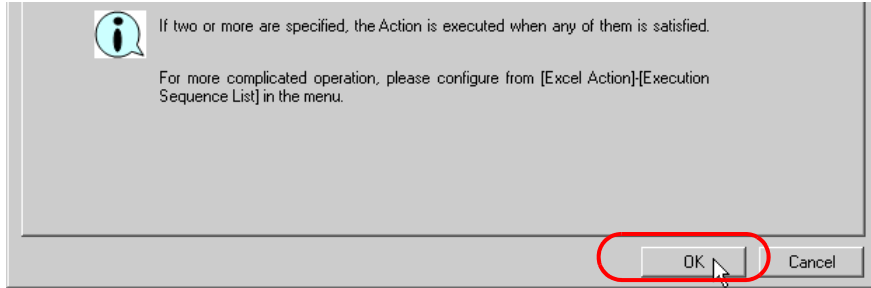 If two or more are specified, the Action is executed when any of them is satisfied.
For more complicated operation, please configure from [Excel Action]-[Execution
Sequence List] in the menu.
OK
Cancel